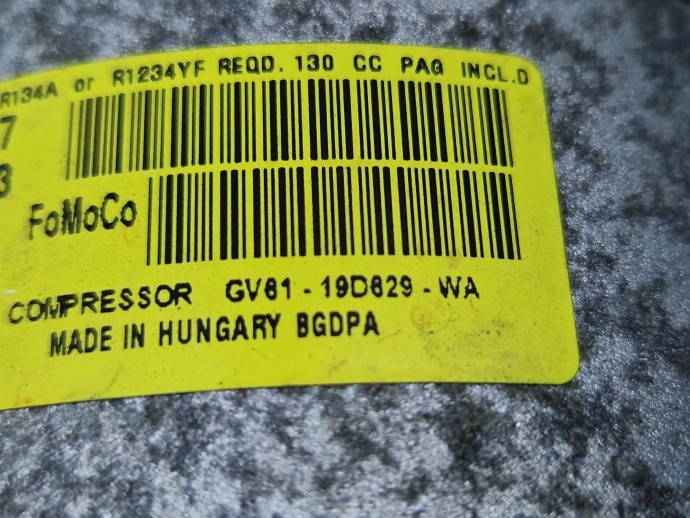 R134A or R1234YF REQD. 130 CC PAG INCL.D
7
3
FoMoCo
COMPRESSOR GV61-19D629-WA
MADE IN HUNGARY BGDPA